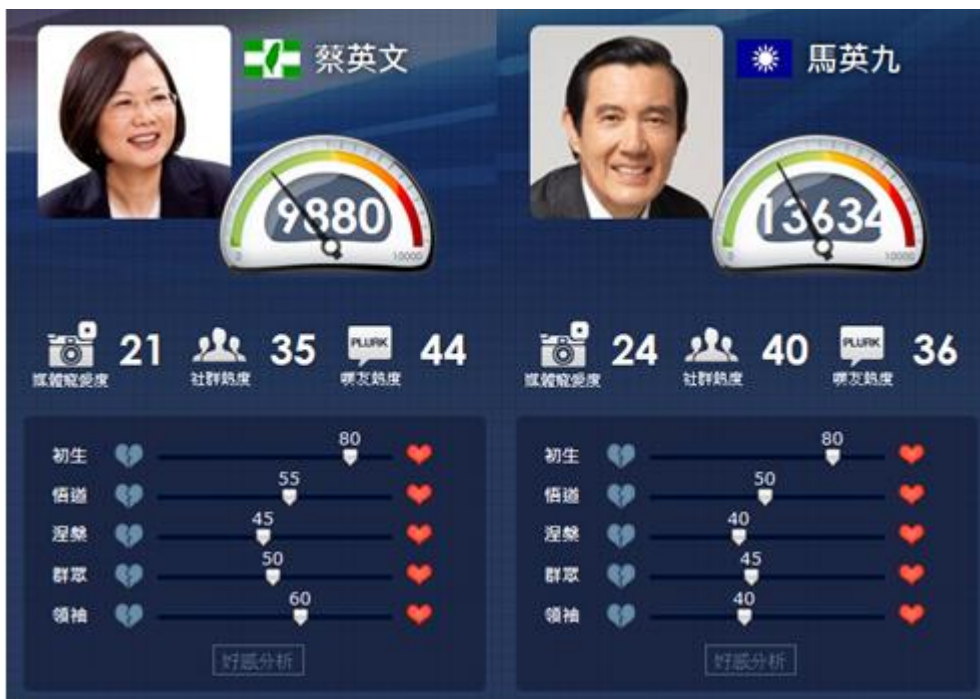 蔡英文
9880
0
10000
21
35
PLURK
44
媒體寵愛度
社群熱度
噗友熱度
初生
80
悟道
55
涅槃
45
群眾
50
領袖
60
好感分析
馬英九
13634
0
10000
24
40
PLURK
36
媒體寵愛度
社群熱度
噗友熱度
初生
80
悟道
50
涅槃
40
群眾
45
領袖
40
好感分析